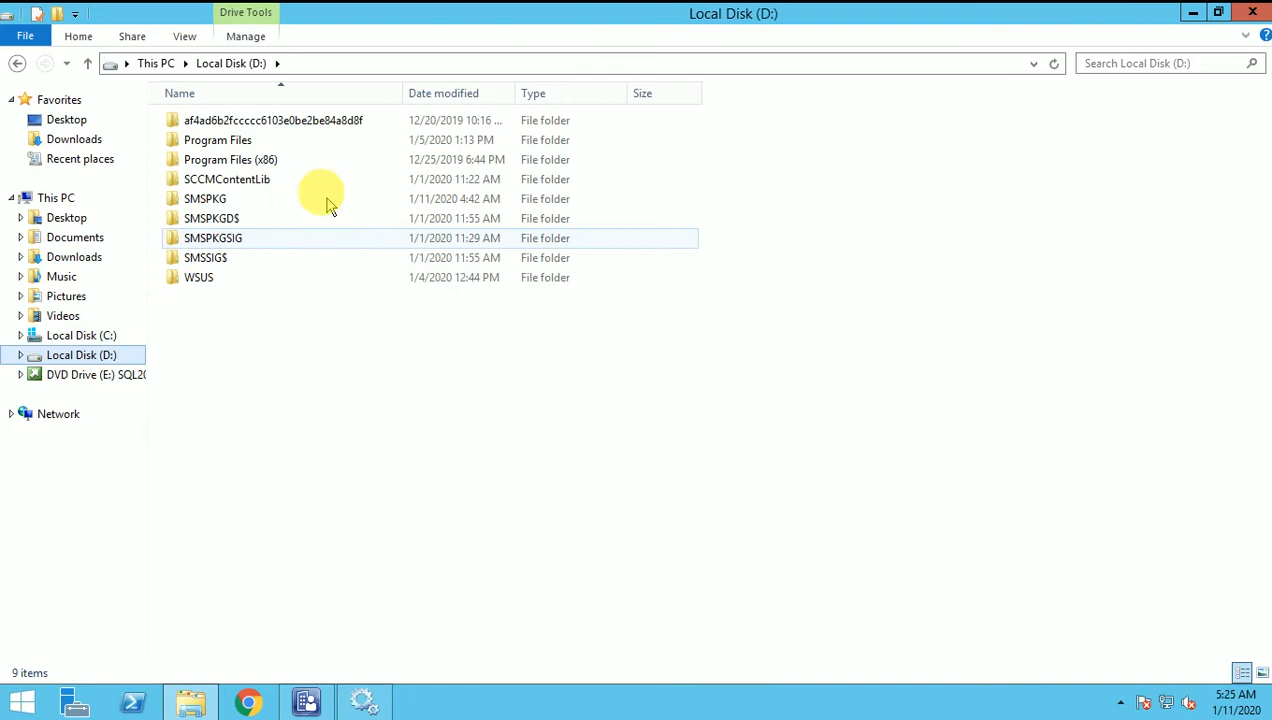 Drive Tools
Local Disk (D:)
File Home Share View Manage
This PC Local Disk (D:)
Search Local Disk (D:)
Name Date modified Type Size
Favorites
Desktop
Downloads
Recent places
This PC
Desktop
Documents
Downloads
Music
Pictures
Videos
Local Disk (C:)
Local Disk (D:)
DVD Drive (E:) SQL20
Network
af4ad6b2fccccc6103e0be2be84a8d8f 12/20/2019 10:16 ... File folder
Program Files 1/5/2020 1:13 PM File folder
Program Files (x86) 12/25/2019 6:44 PM File folder
SCCMContentLib 1/1/2020 11:22 AM File folder
SMSPKG 1/11/2020 4:42 AM File folder
SMSPKGD$ 1/1/2020 11:55 AM File folder
SMSPKGSIG 1/1/2020 11:29 AM File folder
SMSSIG$ 1/1/2020 11:55 AM File folder
WSUS 1/4/2020 12:44 PM File folder
9 items
5:25 AM
1/11/2020